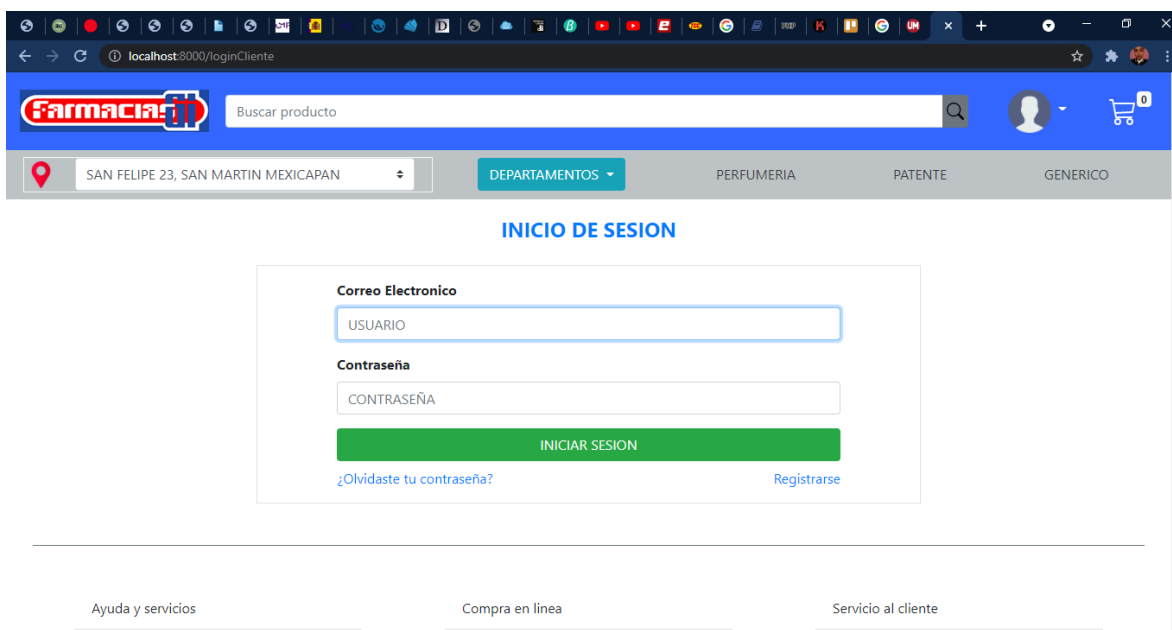 localhost:8000/loginCliente
Farmacias
Buscar producto
0
SAN FELIPE 23, SAN MARTIN MEXICAPAN
DEPARTAMENTOS
PERFUMERIA
PATENTE
GENERICO
INICIO DE SESION
Correo Electronico
USUARIO
Contraseña
CONTRASEÑA
INICIAR SESION
¿Olvidaste tu contraseña?
Registrarse
Ayuda y servicios
Compra en linea
Servicio al cliente